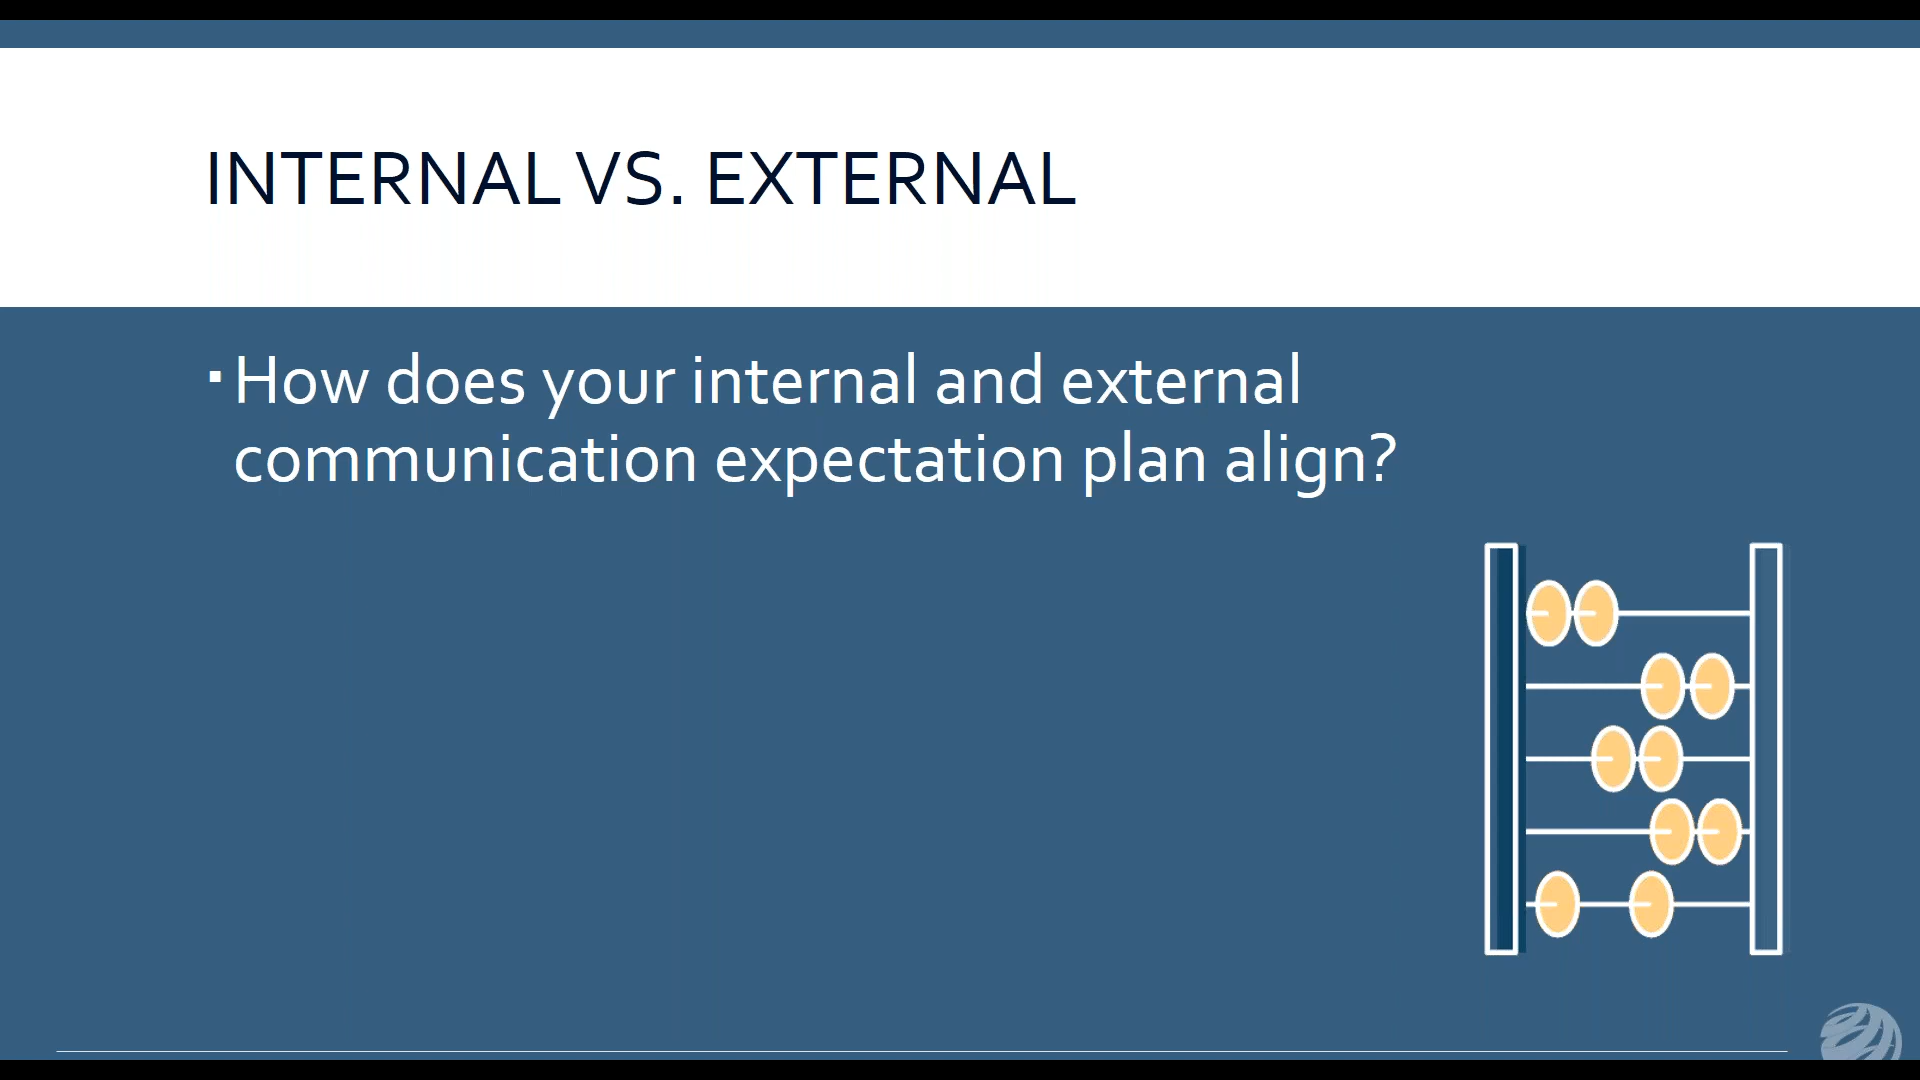 INTERNAL VS. EXTERNAL
▪ How does your internal and external
communication expectation plan align?